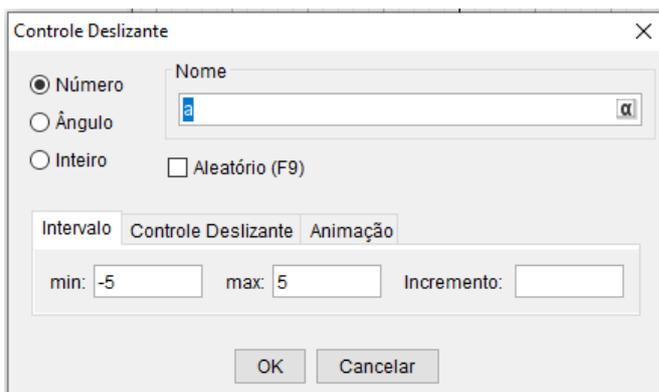 Controle Deslizante
Número
Ângulo
Inteiro
Nome
a
α
Aleatório (F9)
Intervalo Controle Deslizante Animação
min: -5 max: 5 Incremento:
OK Cancelar